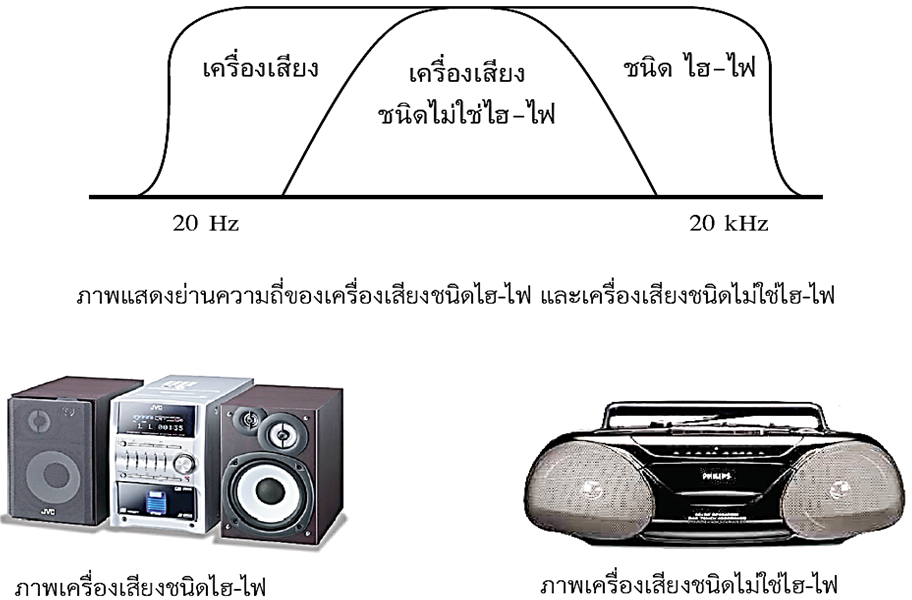 เครื่องเสียง
เครื่องเสียง
ชนิดไม่ใช่ไฮ-ไฟ
ชนิด ไฮ-ไฟ
20 Hz
20 kHz
ภาพแสดงย่านความถี่ของเครื่องเสียงชนิดไฮ-ไฟ และเครื่องเสียงชนิดไม่ใช่ไฮ-ไฟ
JVC
JVC
PHILIPS
ภาพเครื่องเสียงชนิดไฮ-ไฟ
ภาพเครื่องเสียงชนิดไม่ใช่ไฮ-ไฟ